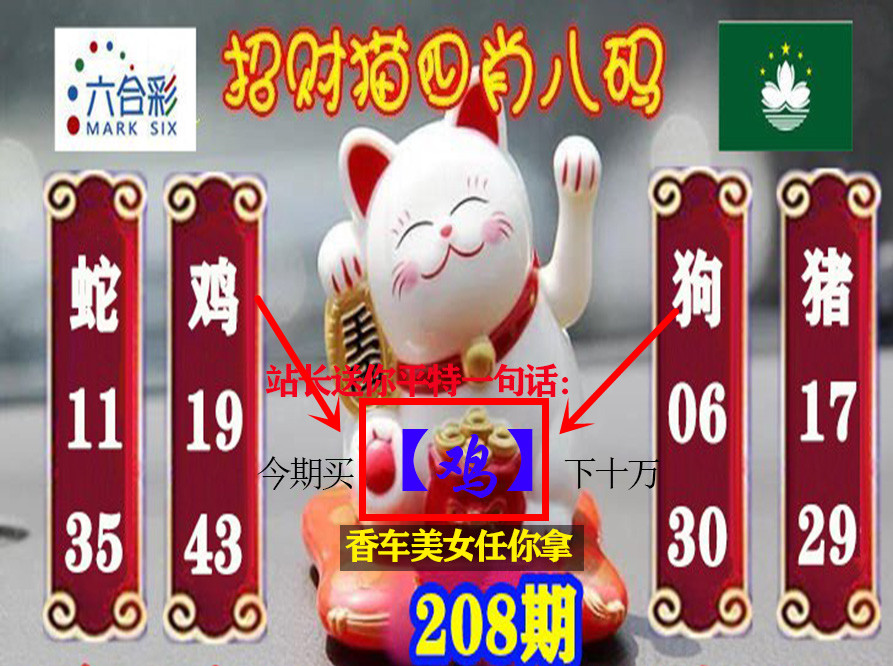 招财猫四肖八码
六合彩
MARK SIX
蛇
11
35
鸡
19
43
狗
06
30
猪
17
29
站长送你平特一句话：
今期买【鸡】下十万
香车美女任你拿
208期